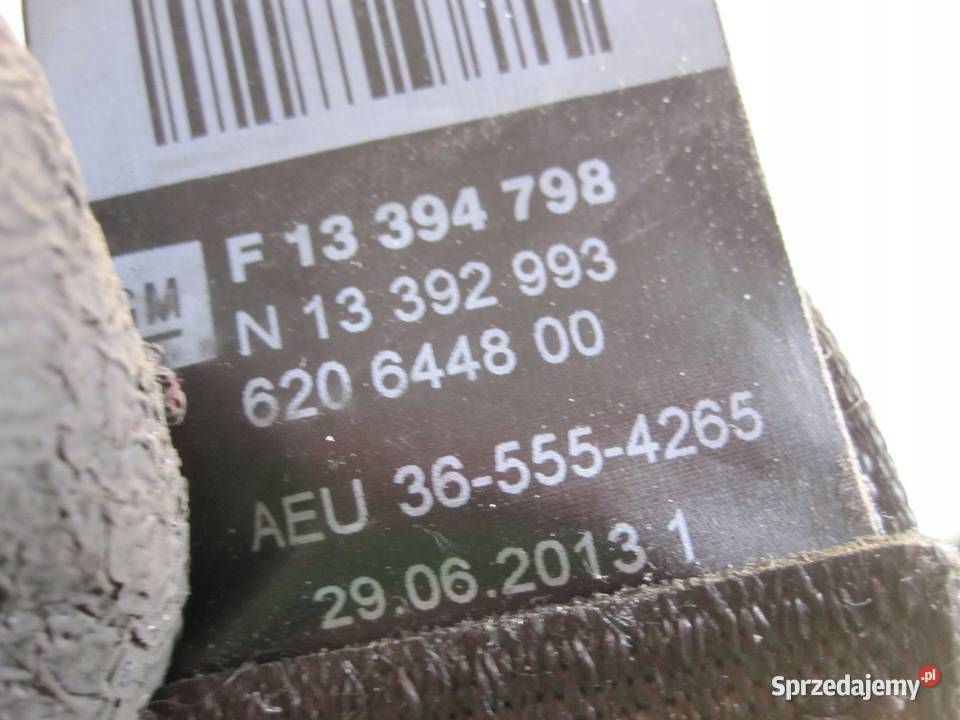 F 13 394 798
GM
N 13 392 993
620 6448 00
AEU 36-555-4265
29.06.2013 1
Sprzedajemy.pl